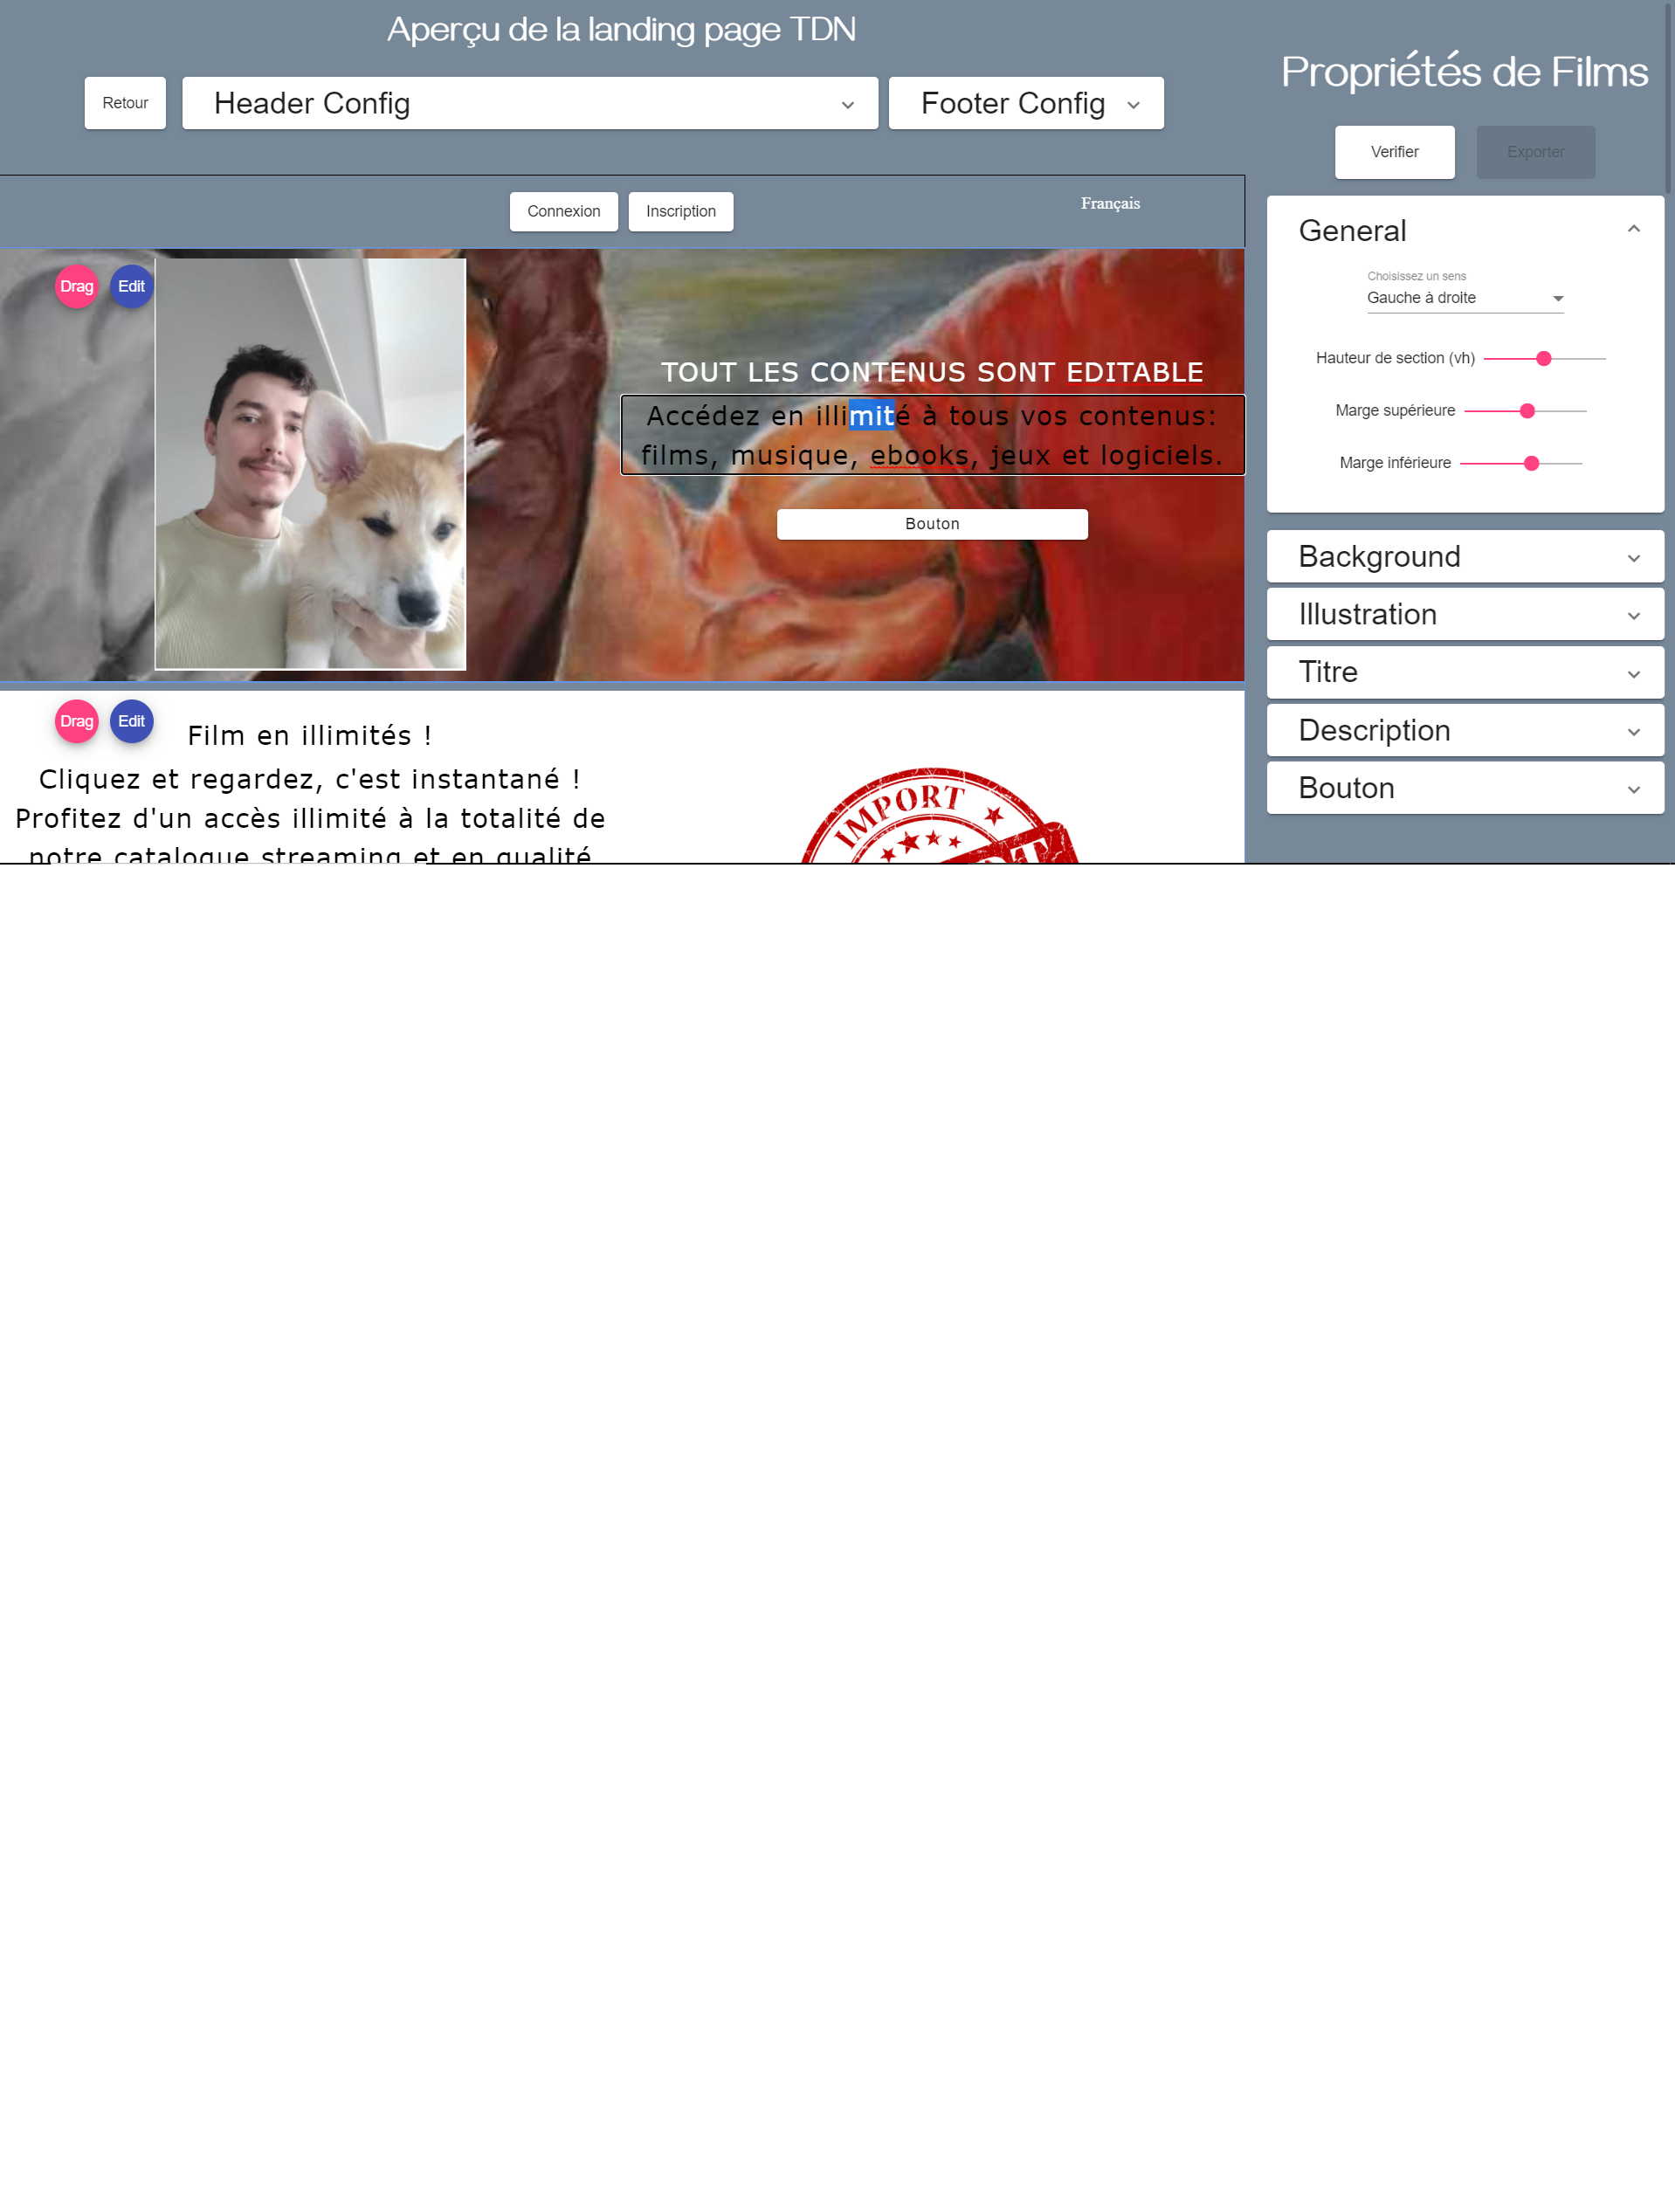 Aperçu de la landing page TDN
Propriétés de Films
Retour
Header Config
Footer Config
Verifier
Exporter
Connexion
Inscription
Français
General
Choisissez un sens
Gauche à droite
Hauteur de section (vh)
Marge supérieure
Marge inférieure
Drag
Edit
TOUT LES CONTENUS SONT EDITABLE
Accédez en illimité à tous vos contenus:
films, musique, ebooks, jeux et logiciels.
Bouton
Background
Illustration
Titre
Description
Bouton
Drag
Edit
Film en illimités !
Cliquez et regardez, c'est instantané !
Profitez d'un accès illimité à la totalité de
notre catalogue streaming et en qualité
IMPORT